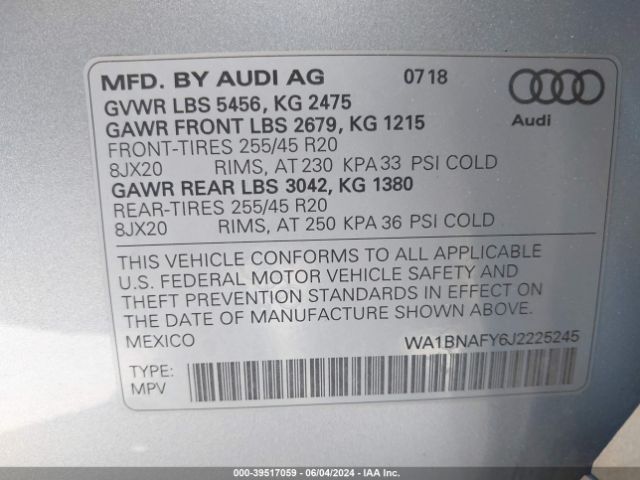 MFD. BY AUDI AG 0718
GVWR LBS 5456, KG 2475
GAWR FRONT LBS 2679, KG 1215
FRONT-TIRES 255/45 R20
8JX20 RIMS, AT 230 KPA 33 PSI COLD
GAWR REAR LBS 3042, KG 1380
REAR-TIRES 255/45 R20
8JX20 RIMS, AT 250 KPA 36 PSI COLD
Audi
THIS VEHICLE CONFORMS TO ALL APPLICABLE
U.S. FEDERAL MOTOR VEHICLE SAFETY AND
THEFT PREVENTION STANDARDS IN EFFECT ON
THE DATE OF MANUFACTURE SHOWN ABOVE.
MEXICO WA1BNAFY6J2225245
TYPE:
MPV
000-39517059 - 06/04/2024 - IAA Inc.